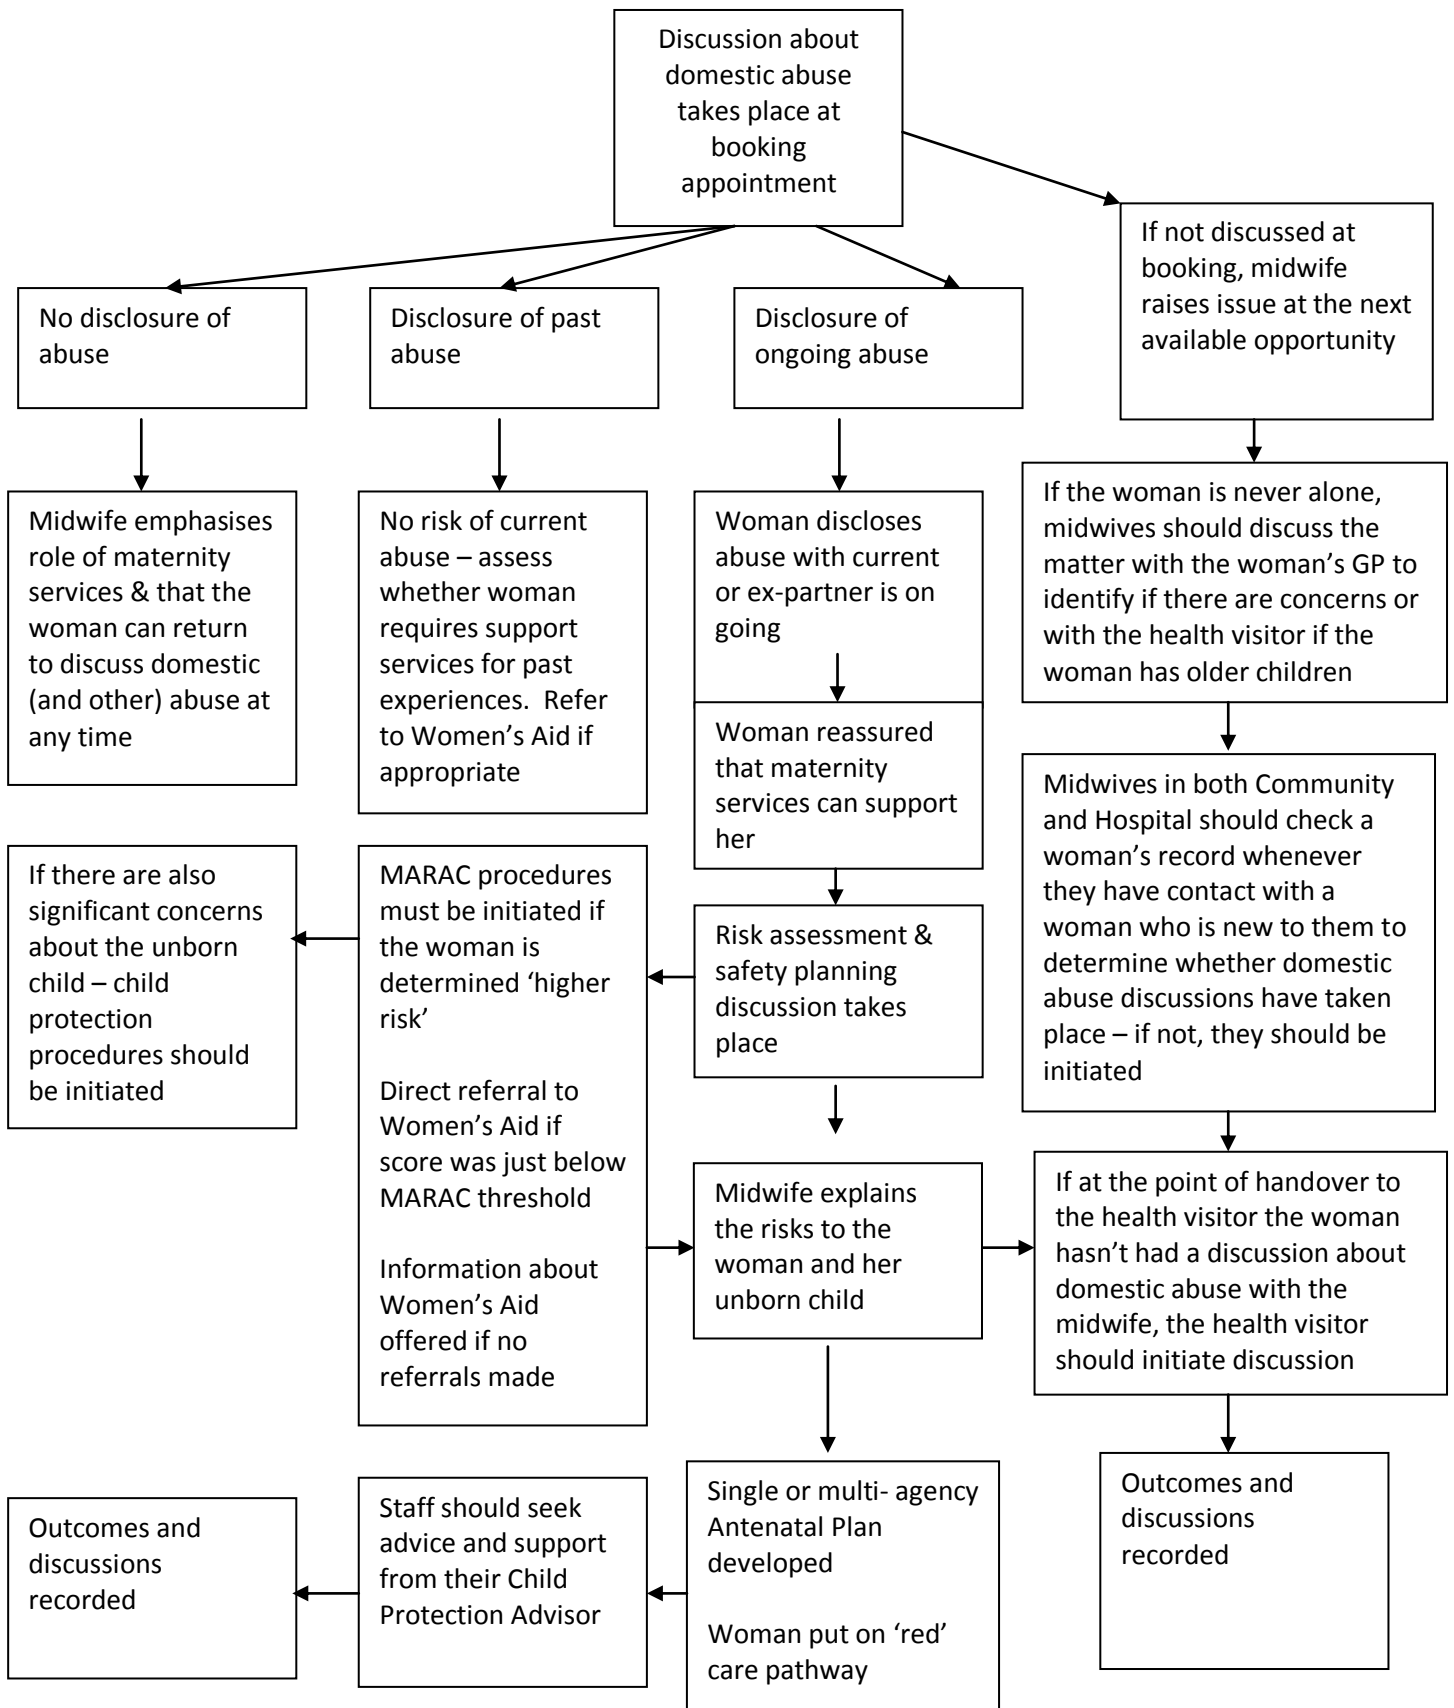 Discussion about
domestic abuse
takes place at
booking
appointment
If not discussed at
booking, midwife
raises issue at the next
available opportunity
No disclosure of
abuse
Disclosure of past
abuse
Disclosure of
ongoing abuse
Midwife emphasises
role of maternity
services & that the
woman can return
to discuss domestic
(and other) abuse at
any time
No risk of current
abuse – assess
whether woman
requires support
services for past
experiences. Refer
to Women’s Aid if
appropriate
Woman discloses
abuse with current
or ex-partner is on
going
If the woman is never alone,
midwives should discuss the
matter with the woman’s GP to
identify if there are concerns or
with the health visitor if the
woman has older children
Woman reassured
that maternity
services can support
her
Midwives in both Community
and Hospital should check a
woman’s record whenever
they have contact with a
woman who is new to them to
determine whether domestic
abuse discussions have taken
place – if not, they should be
initiated
If there are also
significant concerns
about the unborn
child – child
protection
procedures should
be initiated
MARAC procedures
must be initiated if
the woman is
determined ‘higher
risk’
Direct referral to
Women’s Aid if
score was just below
MARAC threshold
Information about
Women’s Aid
offered if no
referrals made
Risk assessment &
safety planning
discussion takes
place
Midwife explains
the risks to the
woman and her
unborn child
If at the point of handover to
the health visitor the woman
hasn’t had a discussion about
domestic abuse with the
midwife, the health visitor
should initiate discussion
Outcomes and
discussions
recorded
Staff should seek
advice and support
from their Child
Protection Advisor
Single or multi- agency
Antenatal Plan
developed
Woman put on ‘red’
care pathway
Outcomes and
discussions
recorded